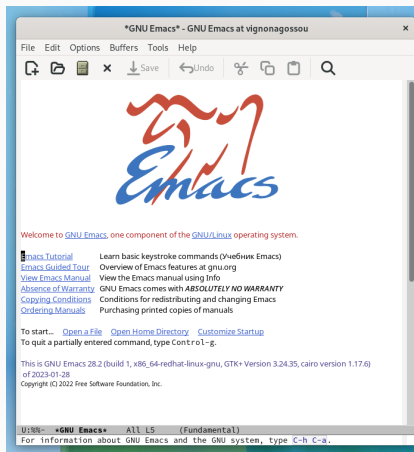 *GNU Emacs* - GNU Emacs at vignonagossou ×
File Edit Options Buffers Tools Help
Save Undo
Emacs
Welcome to GNU Emacs, one component of the GNU/Linux operating system.
Emacs Tutorial Learn basic keystroke commands (Учебник Emacs)
Emacs Guided Tour Overview of Emacs features at gnu.org
View Emacs Manual View the Emacs manual using Info
Absence of Warranty GNU Emacs comes with ABSOLUTELY NO WARRANTY
Copying Conditions Conditions for redistributing and changing Emacs
Ordering Manuals Purchasing printed copies of manuals
To start... Open a File Open Home Directory Customize Startup
To quit a partially entered command, type Control-g.
This is GNU Emacs 28.2 (build 1, x86_64-redhat-linux-gnu, GTK+ Version 3.24.35, cairo version 1.17.6)
of 2023-01-28
Copyright (C) 2022 Free Software Foundation, Inc.
U:%%- *GNU Emacs* All L5 (Fundamental)
For information about GNU Emacs and the GNU system, type C-h C-a.